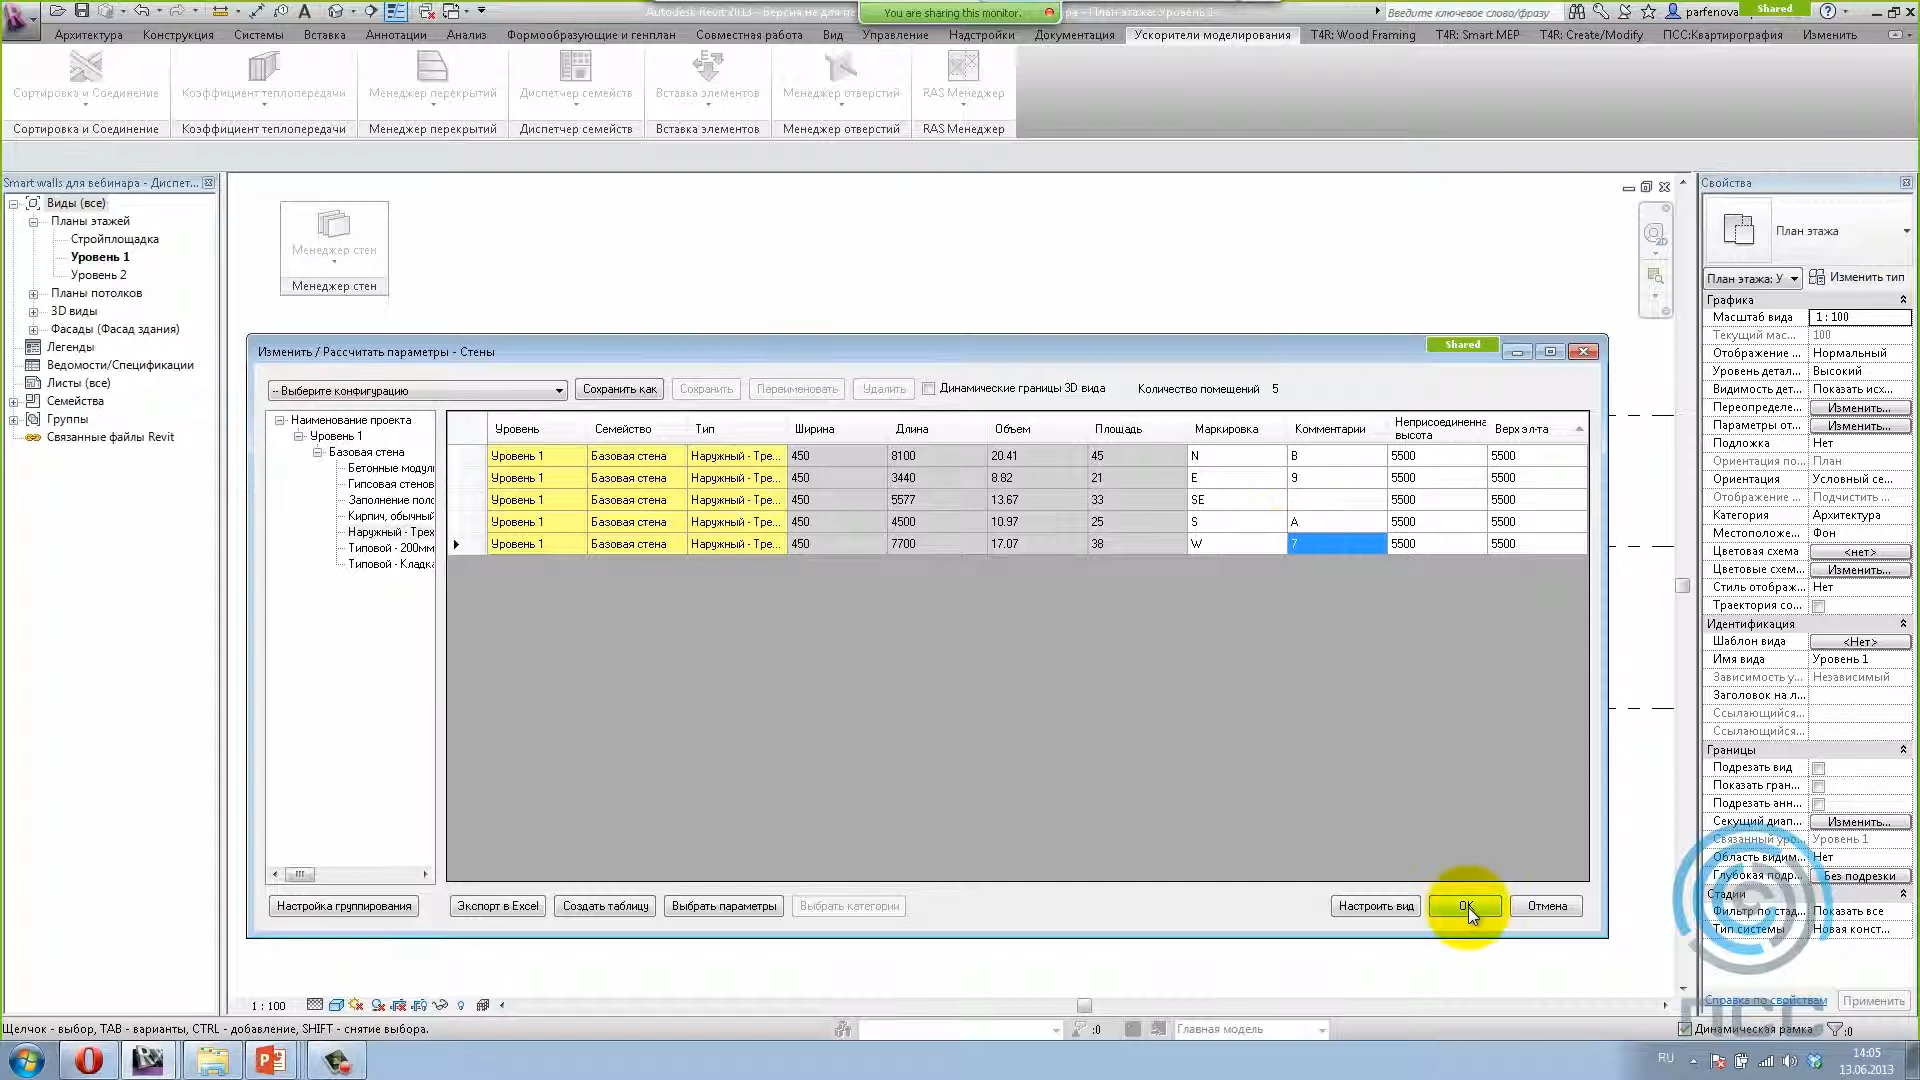 Autodesk Revit 2013 -
You are sharing this monitor.
План этажа: Уровень 1
Введите ключевое слово/фразу
parfenova
Shared
Архитектура Конструкция Системы Вставка Аннотации Анализ Формообразующие и генплан Совместная работа Вид Управление Надстройки Документация Ускорители моделирования T4R: Wood Framing T4R: Smart MEP T4R: Create/Modify ПСС:Квартирография Изменить
Сортировка и Соединение Коэффициент теплопередачи Менеджер перекрытий Диспетчер семейств Вставка элементов Менеджер отверстий RAS Менеджер
Сортировка и Соединение Коэффициент теплопередачи Менеджер перекрытий Диспетчер семейств Вставка элементов Менеджер отверстий RAS Менеджер
Smart walls для вебинара - Диспет...
Виды (все)
Планы этажей
Стройплощадка
Уровень 1
Уровень 2
Планы потолков
3D виды
Фасады (Фасад здания)
Легенды
Ведомости/Спецификации
Листы (все)
Семейства
Группы
Связанные файлы Revit
Менеджер стен
Менеджер стен
Изменить / Рассчитать параметры - Стены
Shared
-- Выберите конфигурацию Сохранить как Сохранить Переименовать Удалить Динамические границы 3D вида Количество помещений 5
Наименование проекта
Уровень 1
Базовая стена
Бетонные модул
Гипсовая стенов
Заполнение поло
Кирпич, обычный
Наружный - Трех
Типовой - 200мм
Типовой - Кладка
Уровень Семейство Тип Ширина Длина Объем Площадь Маркировка Комментарии Неприсоединенна высота Верх эл-та
Уровень 1 Базовая стена Наружный - Тре... 450 8100 20.41 45 N B 5500 5500
Уровень 1 Базовая стена Наружный - Тре... 450 3440 8.82 21 E 9 5500 5500
Уровень 1 Базовая стена Наружный - Тре... 450 5577 13.67 33 SE 5500 5500
Уровень 1 Базовая стена Наружный - Тре... 450 4500 10.97 25 S A 5500 5500
Уровень 1 Базовая стена Наружный - Тре... 450 7700 17.07 38 W 7 5500 5500
Настройка группирования Экспорт в Excel Создать таблицу Выбрать параметры Выбрать категории Настроить вид OK Отмена
Свойства
План этажа
План этажа: У Изменить тип
Графика
Масштаб вида 1 : 100
Текущий мас... 100
Отображение ... Нормальный
Уровень детал... Высокий
Видимость дет... Показать исх...
Переопределе... Изменить...
Параметры от... Изменить...
Подложка Нет
Ориентация по... План
Ориентация Условный се...
Отображение ... Подчистить ...
Категория Архитектура
Местоположе... Фон
Цветовая схема <нет>
Цветовые схем... Изменить...
Стиль отображ... Нет
Траектория со...
Идентификация
Шаблон вида <Нет>
Имя вида Уровень 1
Зависимость у... Независимый
Заголовок на л...
Ссылающийся...
Ссылающийся...
Границы
Подрезать вид
Показать гран...
Подрезать анн...
Секущий диап... Изменить...
Связанный уро... Уровень 1
Область видим... Нет
Глубокая подр... Без подрезки
Стадии
Фильтр по стад... Показать все
Тип системы Новая конст...
Справка по свойствам Применить
ПСС
1 : 100
Щелчок - выбор, TAB - варианты, CTRL - добавление, SHIFT - снятие выбора.
:0
Главная модель
Динамическая рамка
:0
RU
14:05
13.06.2013